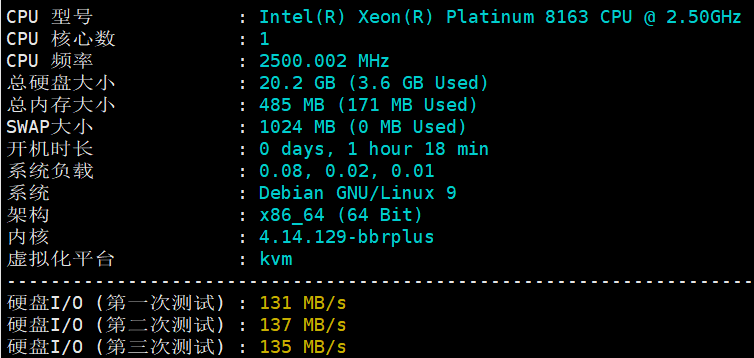 CPU 型号 : Intel(R) Xeon(R) Platinum 8163 CPU @ 2.50GHz
CPU 核心数 : 1
CPU 频率 : 2500.002 MHz
总硬盘大小 : 20.2 GB (3.6 GB Used)
总内存大小 : 485 MB (171 MB Used)
SWAP大小 : 1024 MB (0 MB Used)
开机时长 : 0 days, 1 hour 18 min
系统负载 : 0.08, 0.02, 0.01
系统 : Debian GNU/Linux 9
架构 : x86_64 (64 Bit)
内核 : 4.14.129-bbrplus
虚拟化平台 : kvm
----------------------------------------------------------------------
硬盘I/O (第一次测试) : 131 MB/s
硬盘I/O (第二次测试) : 137 MB/s
硬盘I/O (第三次测试) : 135 MB/s